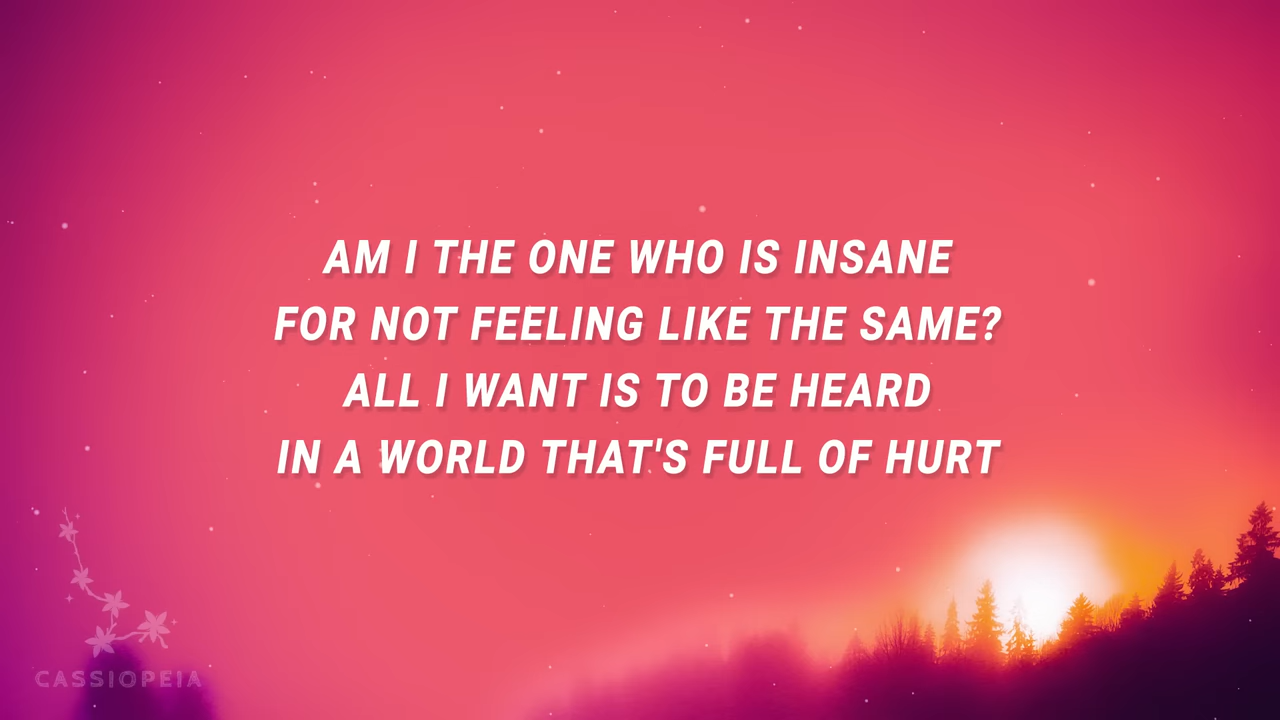 AM I THE ONE WHO IS INSANE
FOR NOT FEELING LIKE THE SAME?
ALL I WANT IS TO BE HEARD
IN A WORLD THAT'S FULL OF HURT
CASSIOPEIA